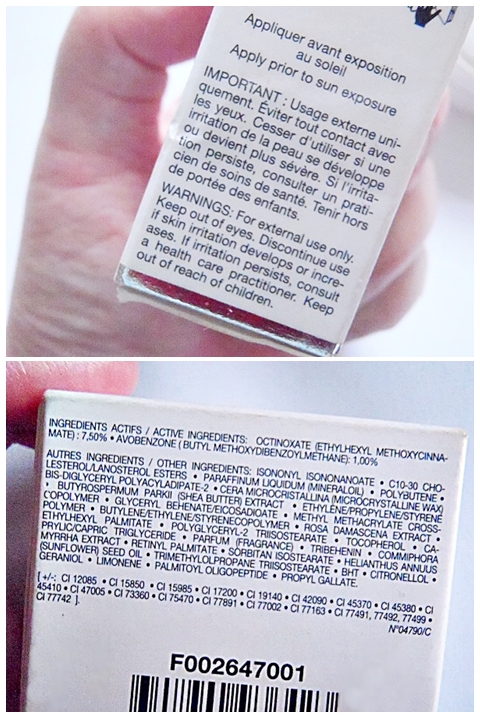 Appliquer avant exposition
au soleil
Apply prior to sun exposure
IMPORTANT : Usage externe uni-
quement. Éviter tout contact avec
les yeux. Cesser d'utiliser si une
irritation de la peau se développe
ou devient plus sévère. Si l'irrita-
tion persiste, consulter un prati-
cien de soins de santé. Tenir hors
de portée des enfants.
WARNINGS: For external use only.
Keep out of eyes. Discontinue use
if skin irritation develops or incre-
ases. If irritation persists, consult
a health care practitioner. Keep
out of reach of children.
INGREDIENTS ACTIFS / ACTIVE INGREDIENTS: OCTINOXATE (ETHYLHEXYL METHOXYCINNA-
MATE) : 7,50% • AVOBENZONE ( BUTYL METHOXYDIBENZOYLMETHANE): 1,00%
AUTRES INGREDIENTS / OTHER INGREDIENTS: ISONONYL ISONONANOATE • C10-30 CHO-
LESTEROL/LANOSTEROL ESTERS • PARAFFINUM LIQUIDUM (MINERAL OIL) • POLYBUTENE •
BIS-DIGLYCERYL POLYACYLADIPATE-2 • CERA MICROCRISTALLINA (MICROCRYSTALLINE WAX)
• BUTYROSPERMUM PARKII (SHEA BUTTER) EXTRACT • ETHYLENE/PROPYLENE/STYRENE
COPOLYMER • GLYCERYL BEHENATE/EICOSADIOATE • METHYL METHACRYLATE CROSS-
POLYMER • BUTYLENE/ETHYLENE/STYRENECOPOLYMER • ROSA DAMASCENA EXTRACT •
ETHYLHEXYL PALMITATE • POLYGLYCERYL-2 TRIISOSTEARATE • TOCOPHEROL • CA-
PRYLIC/CAPRIC TRIGLYCERIDE • PARFUM (FRAGRANCE) • TRIBEHENIN • COMMIPHORA
MYRRHA EXTRACT • RETINYL PALMITATE • SORBITAN ISOSTEARATE • HELIANTHUS ANNUUS
(SUNFLOWER) SEED OIL • TRIMETHYLOLPROPANE TRIISOSTEARATE • BHT • CITRONELLOL •
GERANIOL • LIMONENE • PALMITOYL OLIGOPEPTIDE • PROPYL GALLATE.
[ +/-: CI 12085 • CI 15850 • CI 15985 • CI 17200 • CI 19140 • CI 42090 • CI 45370 • CI 45380 • CI
45410 • CI 47005 • CI 73360 • CI 75470 • CI 77891 • CI 77002 • CI 77163 • CI 77491, 77492, 77499 •
CI 77742 ].
N°04790/C
F002647001